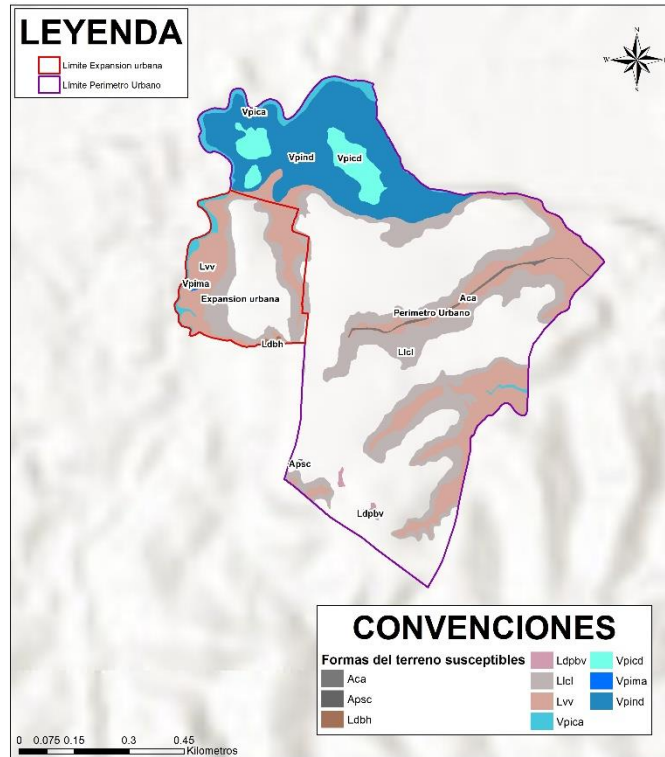 LEYENDA
Limite Expansion urbana
LÍmite Perimetro Urbano
N
W
S
Vpica
Vpind
Vpicd
Lvv
Vpima
Expansion urbana
Ldbh
Aca
Perimetro Urbano
Llcl
Apsc
Ldpbv
CONVENCIONES
Formas del terreno susceptibles
Aca
Apsc
Ldbh
Ldpbv
Llcl
Lvv
Vpica
Vpicd
Vpima
Vpind
0 0.075 0.15 0.3 0.45
Kilometros